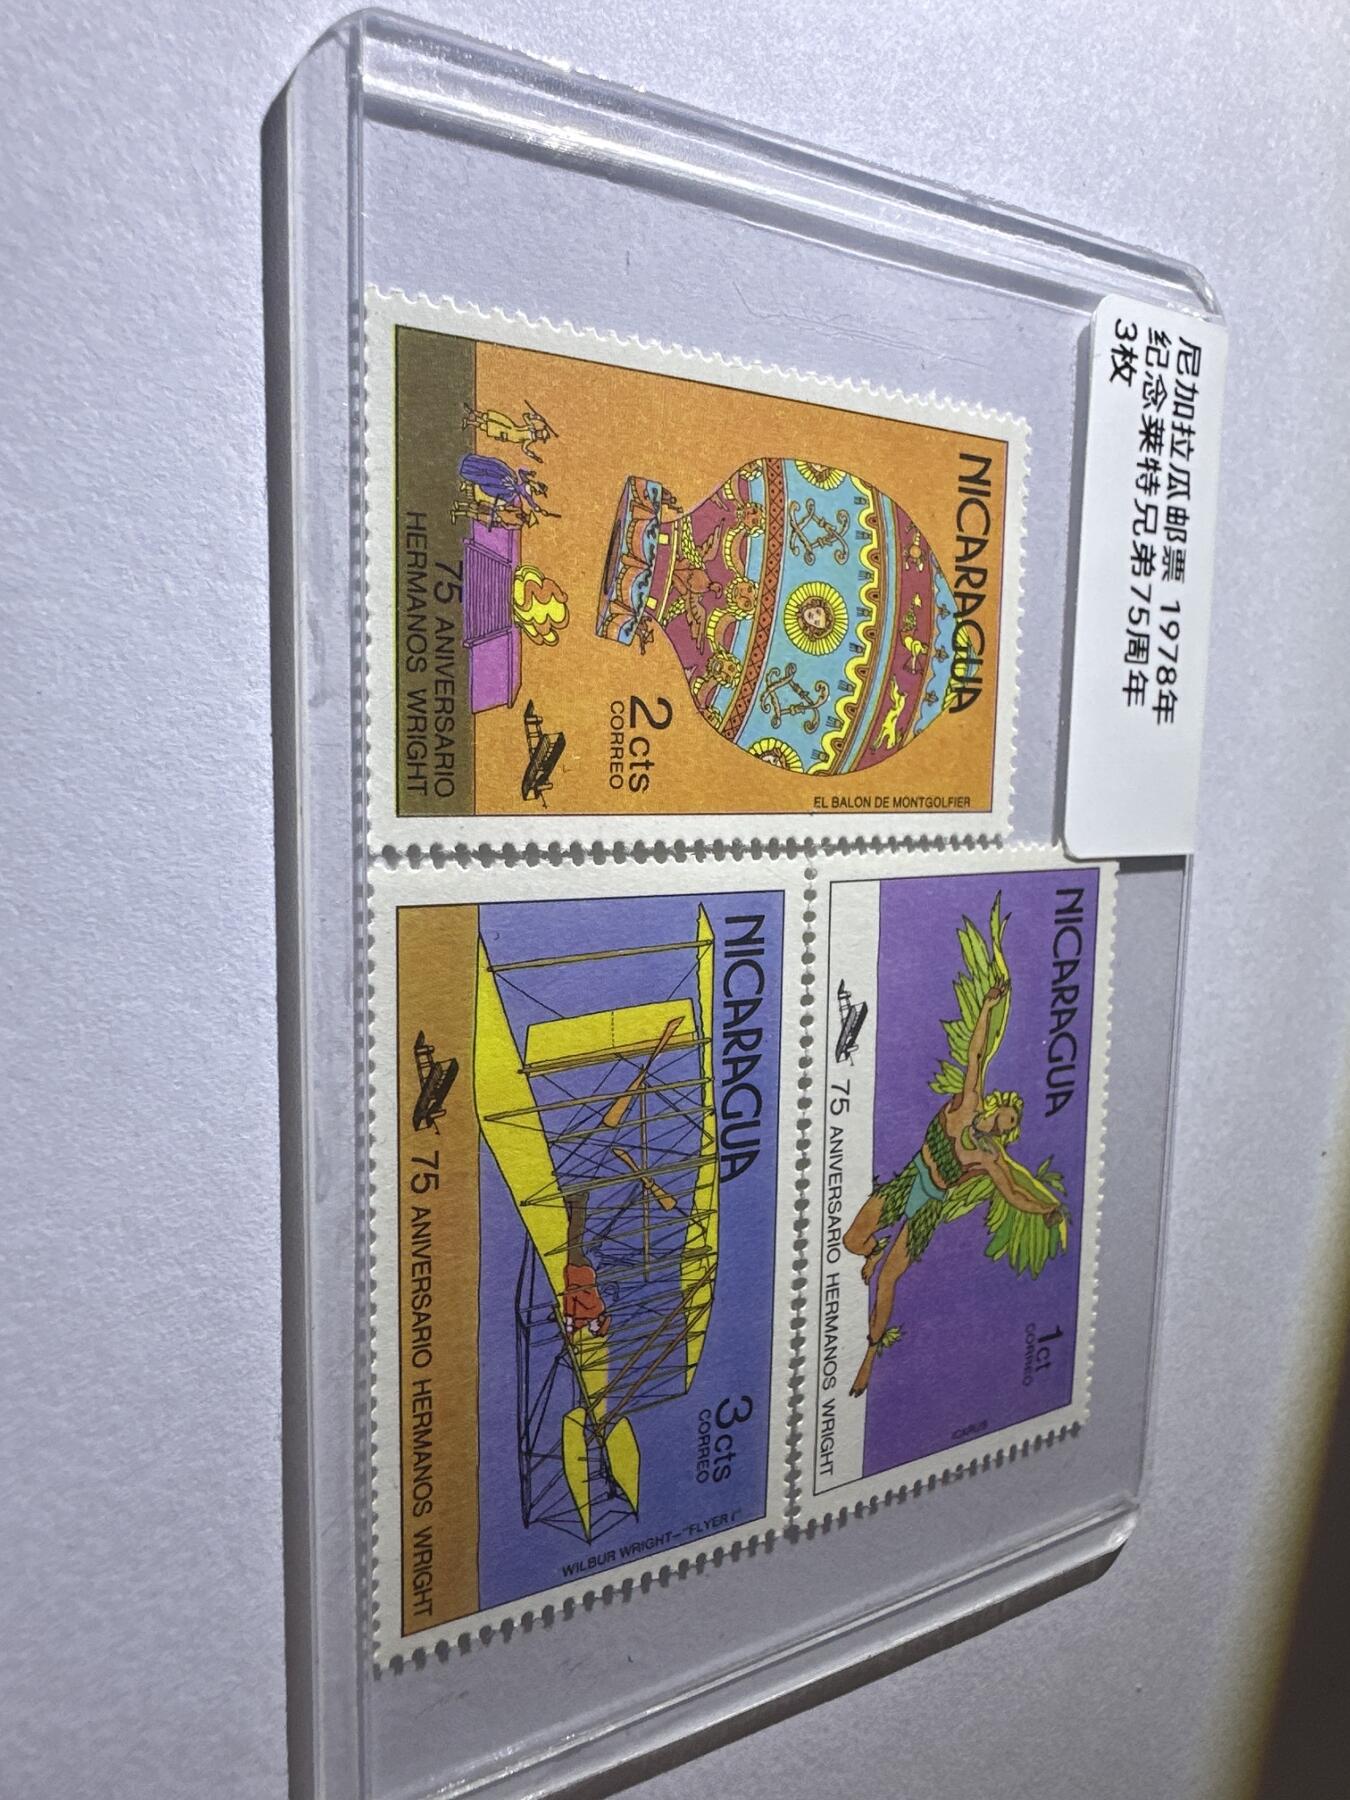 尼加拉瓜邮票 1978年
纪念莱特兄弟75周年
3枚
NICARAGUA
EL BALON DE MONTGOLFIER
2cts
CORREO
75 ANIVERSARIO
HERMANOS WRIGHT
NICARAGUA
1ct
CORREO
ICARUS
75 ANIVERSARIO HERMANOS WRIGHT
NICARAGUA
3cts
CORREO
WILBUR WRIGHT-"FLYER I"
75 ANIVERSARIO HERMANOS WRIGHT